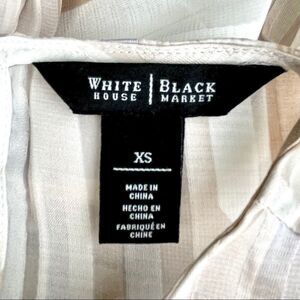 WHITE | BLACK
HOUSE | MARKET
XS
MADE IN
CHINA
HECHO EN
CHINA
FABRIQUÉ EN
CHINE